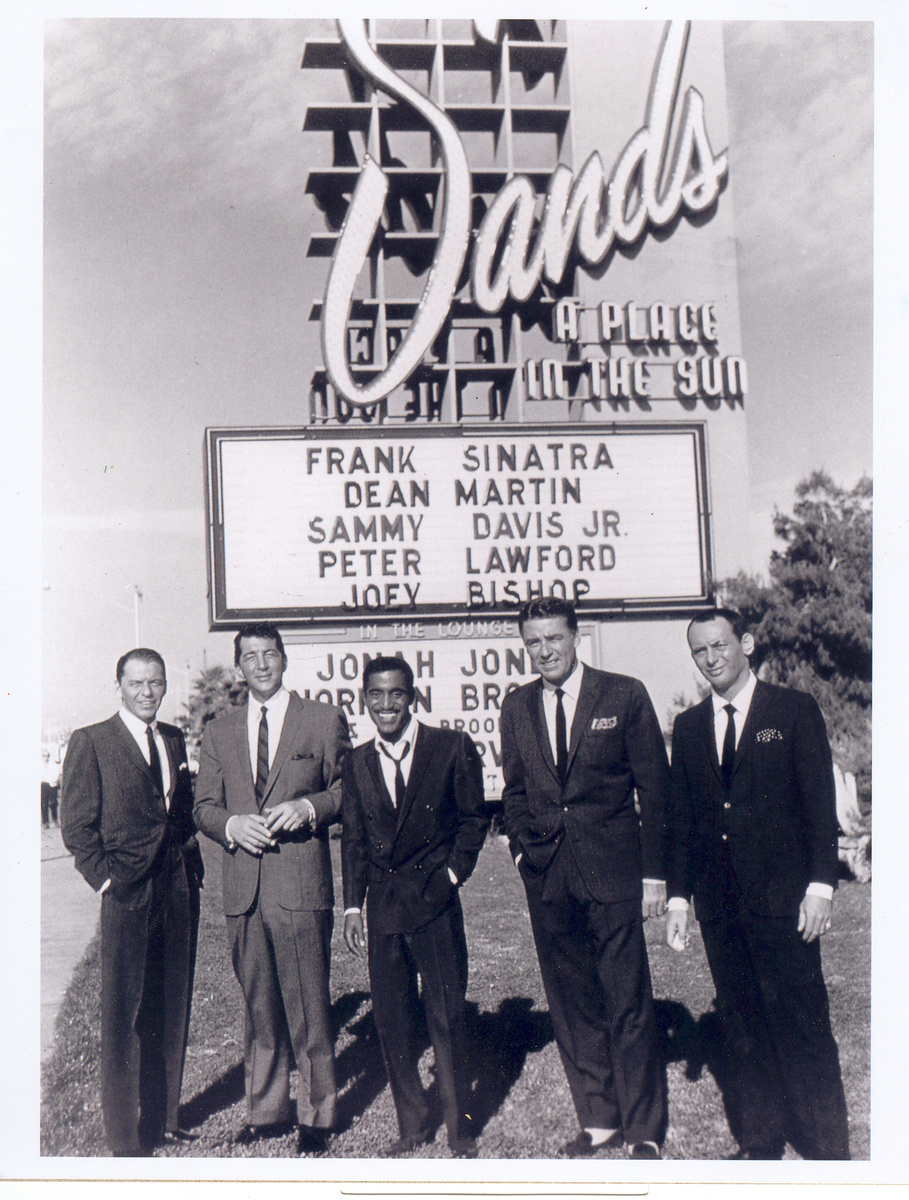 Sands
A PLACE
IN THE SUN
FRANK SINATRA
DEAN MARTIN
SAMMY DAVIS JR.
PETER LAWFORD
JOEY BISHOP
IN THE LOUNGE
JONAH